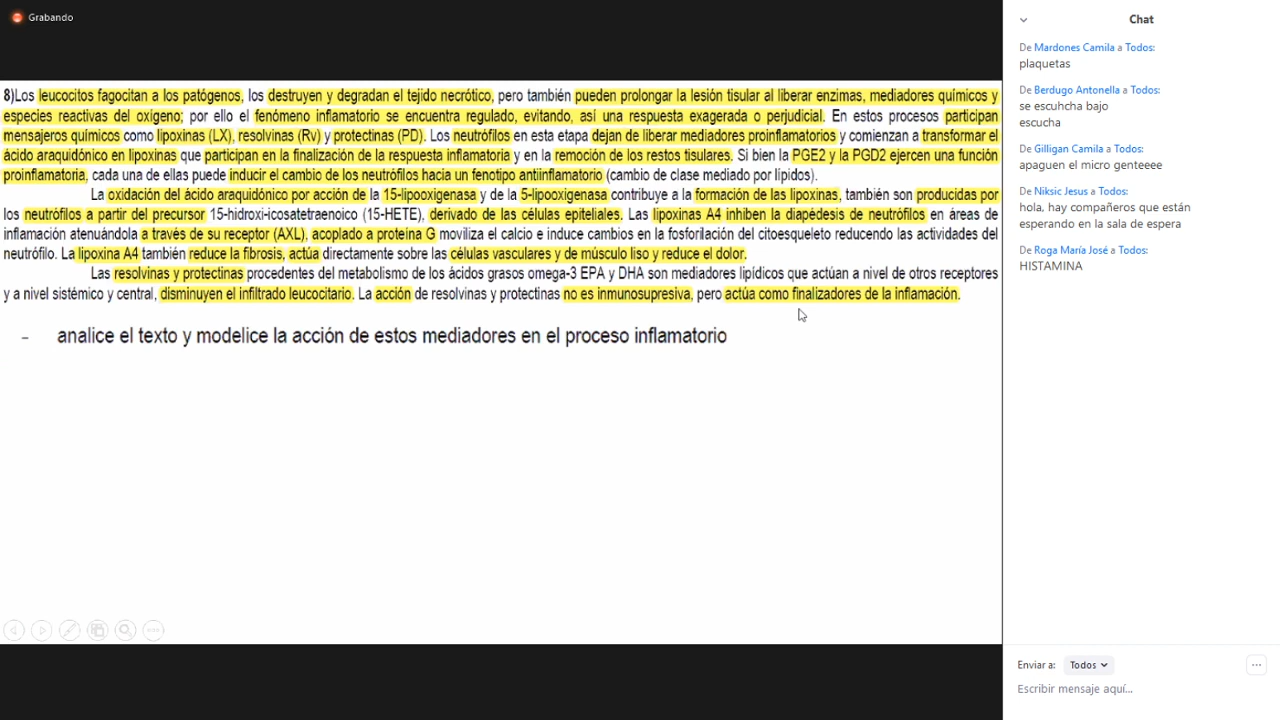 Grabando
8)Los leucocitos fagocitan a los patógenos, los destruyen y degradan el tejido necrótico, pero también pueden prolongar la lesión tisular al liberar enzimas, mediadores químicos y
especies reactivas del oxígeno; por ello el fenómeno inflamatorio se encuentra regulado, evitando, así una respuesta exagerada o perjudicial. En estos procesos participan
mensajeros químicos como lipoxinas (LX), resolvinas (Rv) y protectinas (PD). Los neutrófilos en esta etapa dejan de liberar mediadores proinflamatorios y comienzan a transformar el
ácido araquidónico en lipoxinas que participan en la finalización de la respuesta inflamatoria y en la remoción de los restos tisulares. Si bien la PGE2 y la PGD2 ejercen una función
proinflamatoria, cada una de ellas puede inducir el cambio de los neutrófilos hacia un fenotipo antiinflamatorio (cambio de clase mediado por lípidos).
La oxidación del ácido araquidónico por acción de la 15-lipooxigenasa y de la 5-lipooxigenasa contribuye a la formación de las lipoxinas, también son producidas por
los neutrófilos a partir del precursor 15-hidroxi-icosatetraenoico (15-HETE), derivado de las células epiteliales. Las lipoxinas A4 inhiben la diapédesis de neutrófilos en áreas de
inflamación atenuándola a través de su receptor (AXL), acoplado a proteína G moviliza el calcio e induce cambios en la fosforilación del citoesqueleto reduciendo las actividades del
neutrófilo. La lipoxina A4 también reduce la fibrosis, actúa directamente sobre las células vasculares y de músculo liso y reduce el dolor.
Las resolvinas y protectinas procedentes del metabolismo de los ácidos grasos omega-3 EPA y DHA son mediadores lipídicos que actúan a nivel de otros receptores
y a nivel sistémico y central, disminuyen el infiltrado leucocitario. La acción de resolvinas y protectinas no es inmunosupresiva, pero actúa como finalizadores de la inflamación.
- analice el texto y modelice la acción de estos mediadores en el proceso inflamatorio
Chat
De Mardones Camila a Todos:
plaquetas
De Berdugo Antonella a Todos:
se escuhcha bajo
escucha
De Gilligan Camila a Todos:
apaguen el micro genteeee
De Niksic Jesus a Todos:
hola, hay compañeros que están
esperando en la sala de espera
De Roga María José a Todos:
HISTAMINA
Enviar a: Todos
Escribir mensaje aquí...